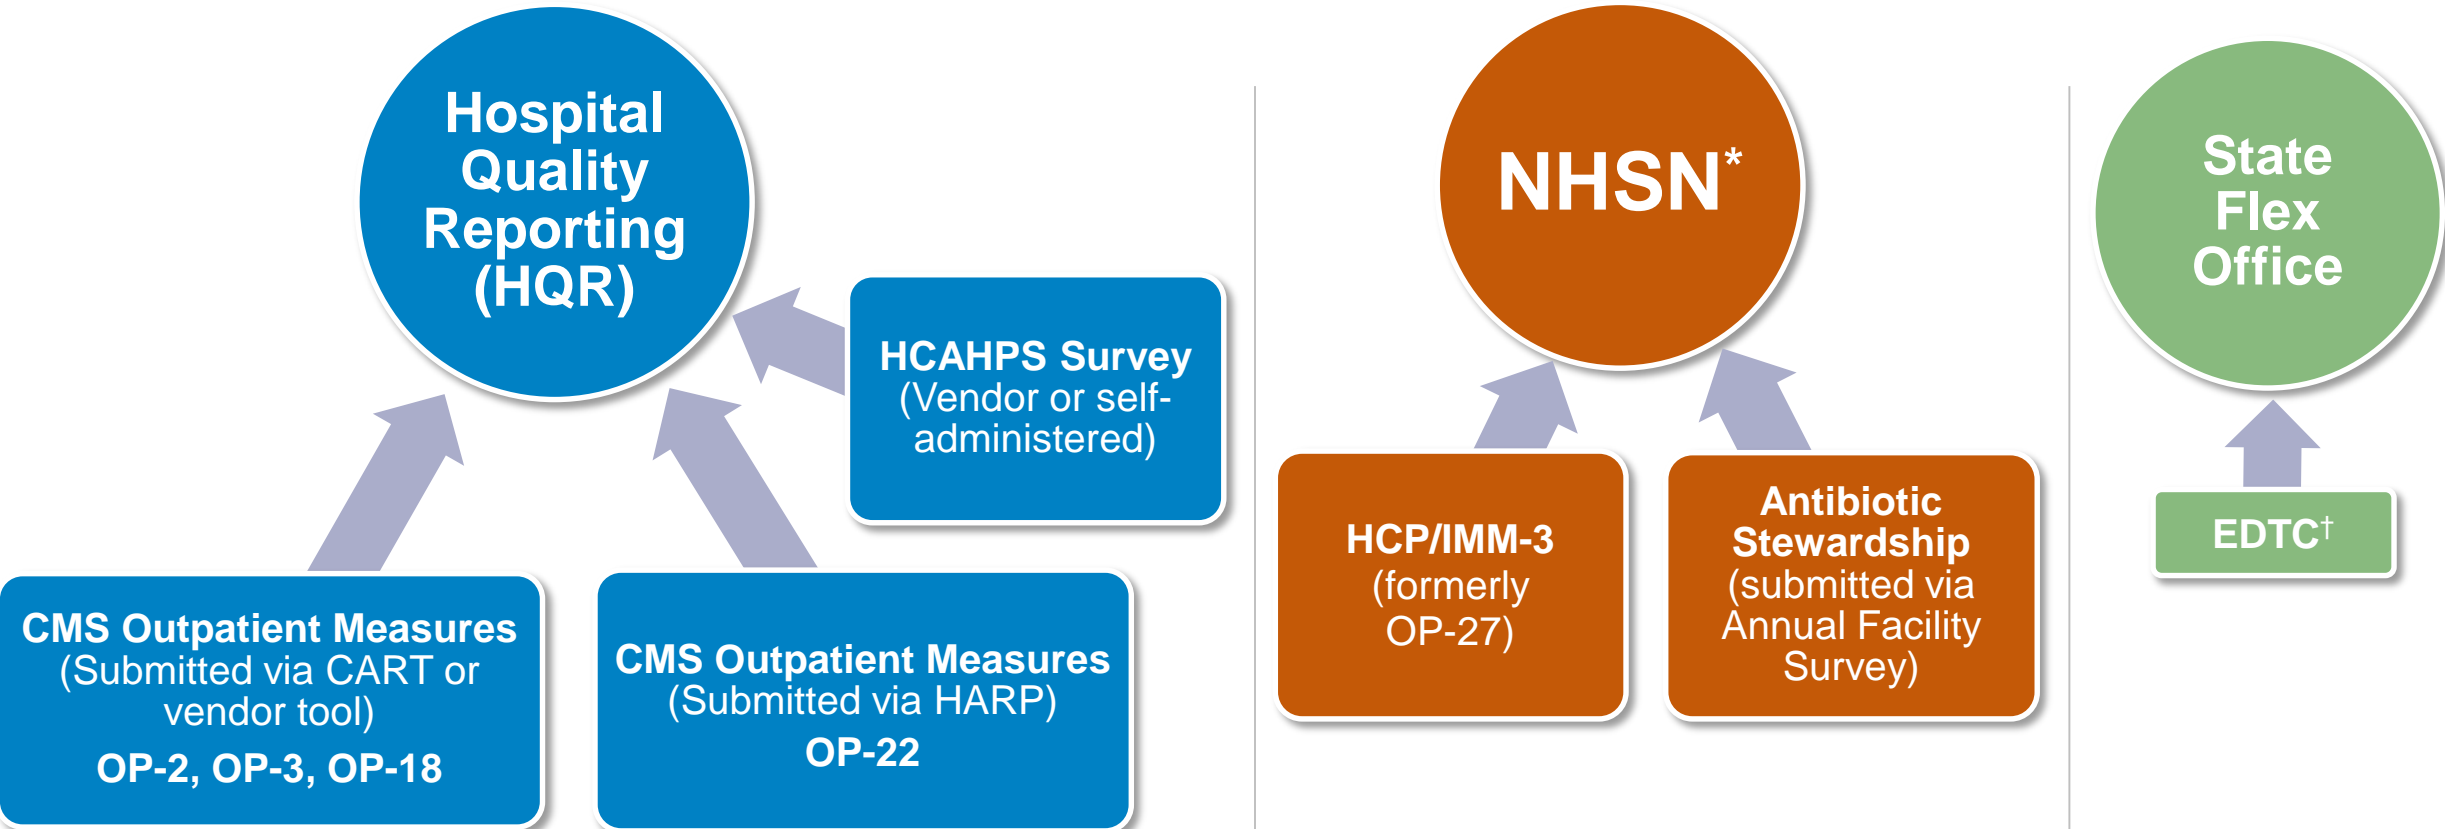 Hospital
Quality
Reporting
(HQR)
HCAHPS Survey
(Vendor or self-
administered)
CMS Outpatient Measures
(Submitted via CART or
vendor tool)
OP-2, OP-3, OP-18
CMS Outpatient Measures
(Submitted via HARP)
OP-22
NHSN*
HCP/IMM-3
(formerly
OP-27)
Antibiotic
Stewardship
(submitted via
Annual Facility
Survey)
State
Flex
Office
EDTC†